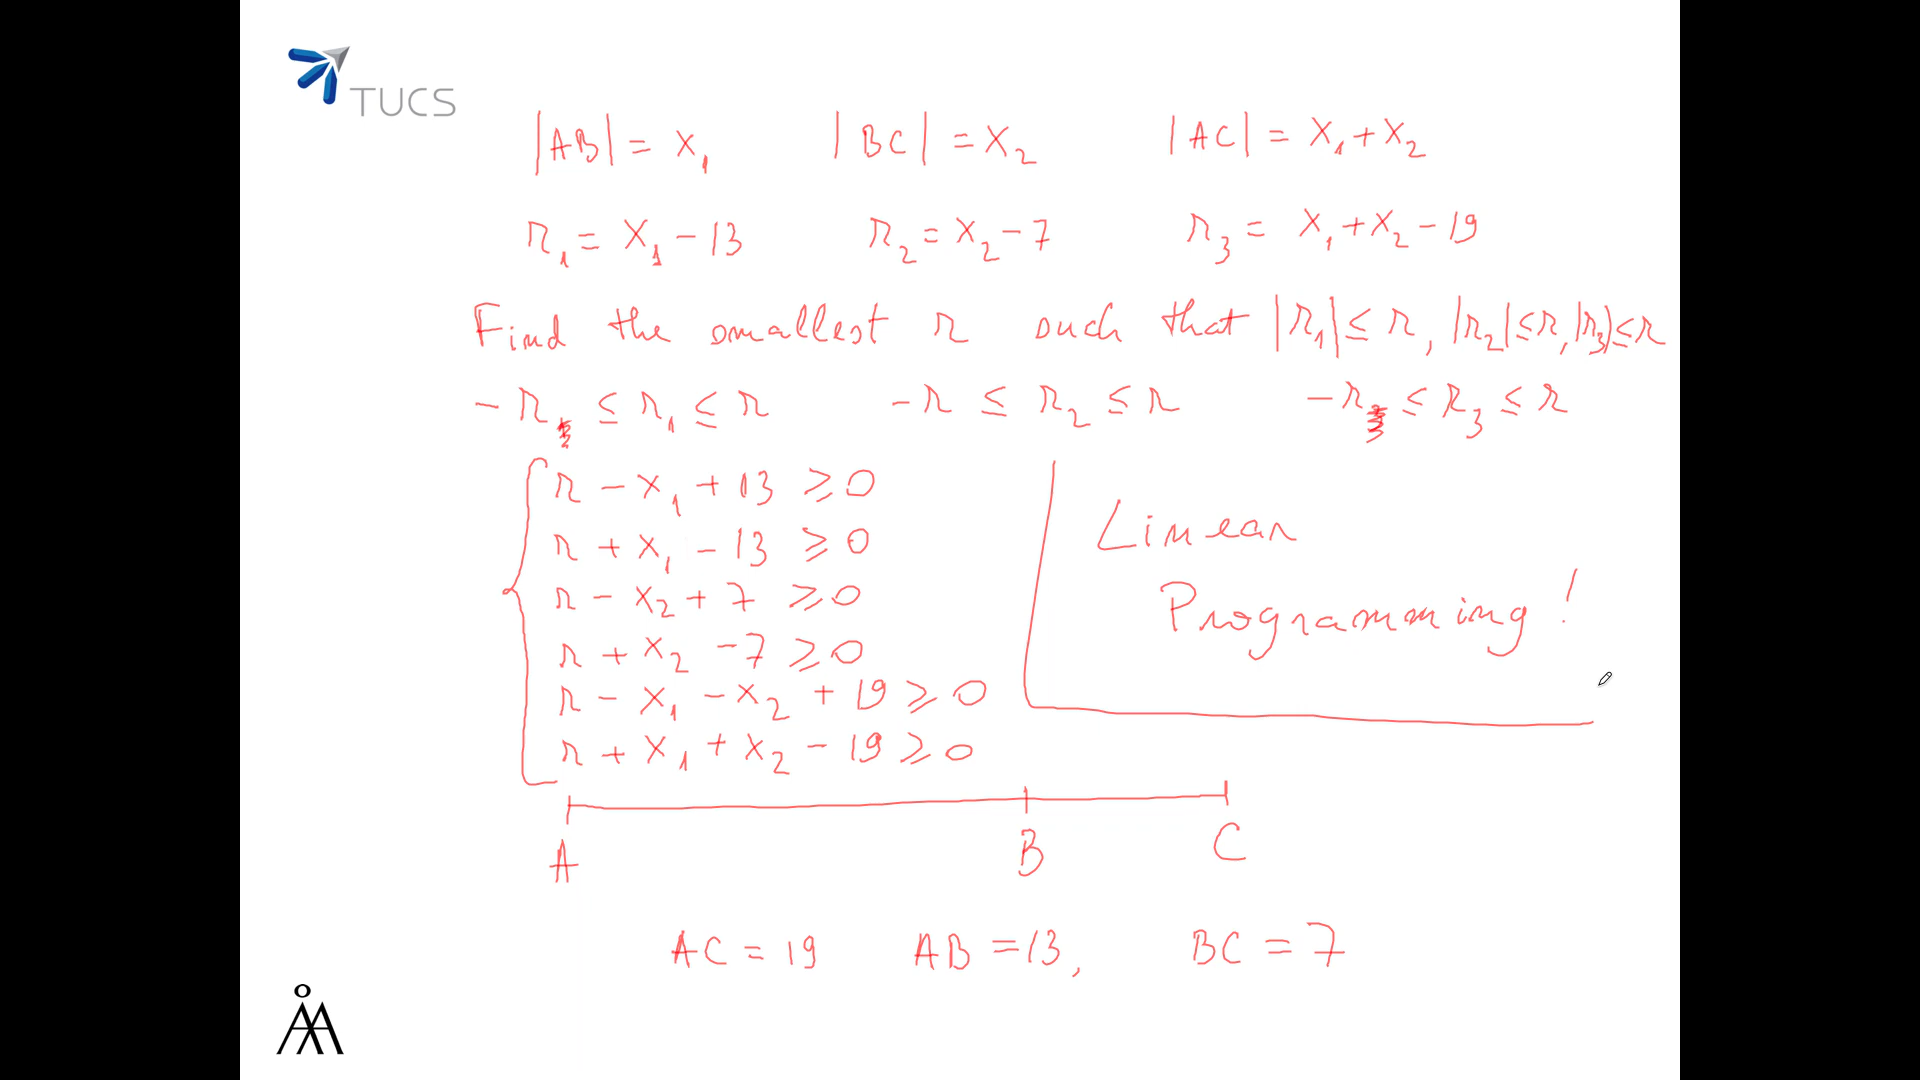 TUCS
|AB| = x₁ |BC| = x₂ |AC| = x₁ + x₂
r₁ = x₁ - 13 r₂ = x₂ - 7 r₃ = x₁ + x₂ - 19
Find the smallest r such that |r₁| ≤ r, |r₂| ≤ r, |r₃| ≤ r
- r ≤ r₁ ≤ r - r ≤ r₂ ≤ r - r ≤ r₃ ≤ r
r - x₁ + 13 ≥ 0
r + x₁ - 13 ≥ 0
r - x₂ + 7 ≥ 0
r + x₂ - 7 ≥ 0
r - x₁ - x₂ + 19 ≥ 0
r + x₁ + x₂ - 19 ≥ 0
Linear
Programming!
A B C
AC = 19 AB = 13, BC = 7
ÅA